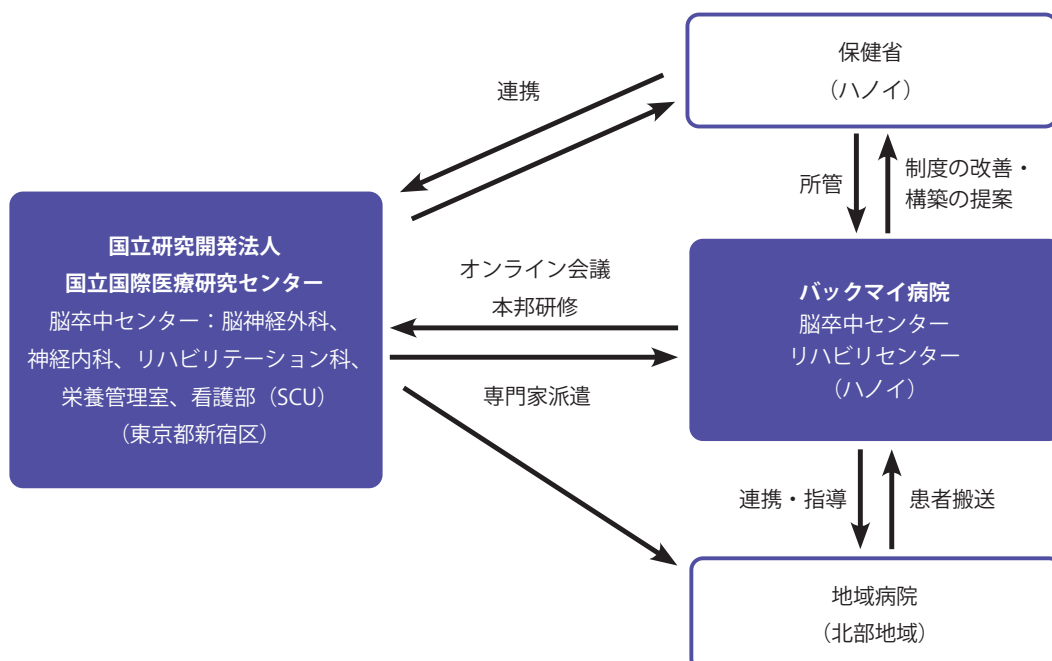 保健省
（ハノイ）
連携
所管
制度の改善・
構築の提案
国立研究開発法人
国立国際医療研究センター
脳卒中センター：脳神経外科、
神経内科、リハビリテーション科、
栄養管理室、看護部（SCU）
（東京都新宿区）
オンライン会議
本邦研修
専門家派遣
バックマイ病院
脳卒中センター
リハビリセンター
（ハノイ）
連携・指導
患者搬送
地域病院
（北部地域）